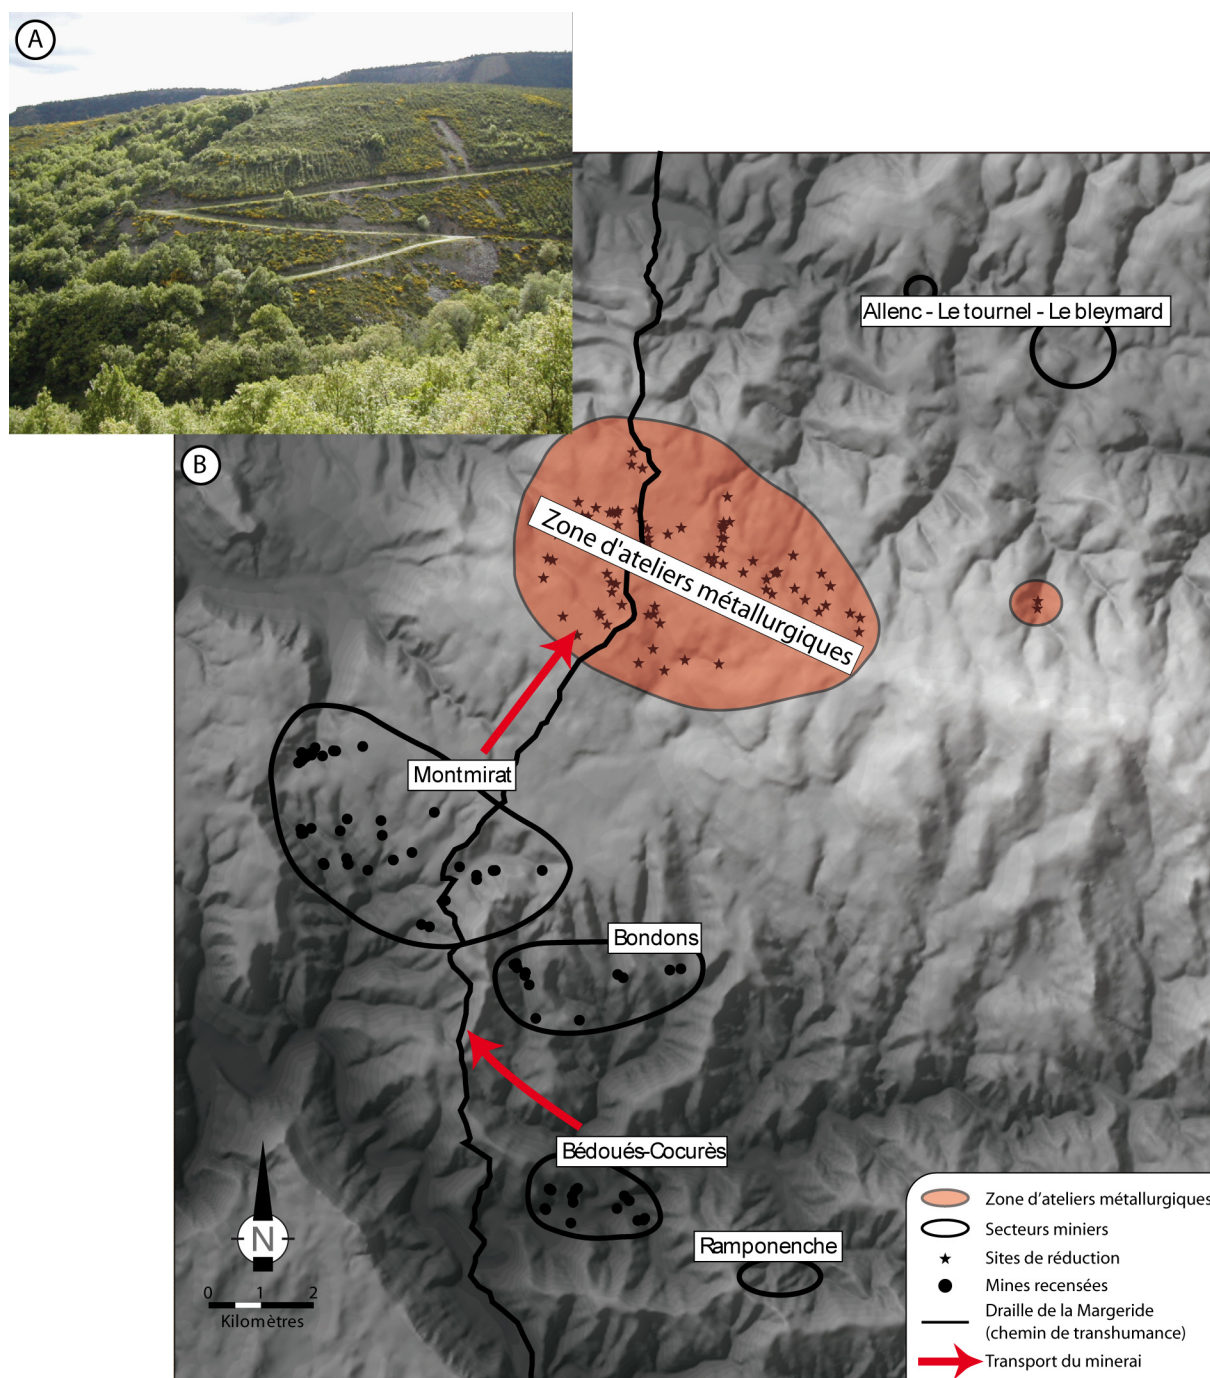 A
Allenc - Le tournel - Le bleymard
B
Zone d'ateliers métallurgiques
Montmirat
Bondons
Bédoués-Cocurès
Ramponenche
N
0 1 2
Kilomètres
Zone d'ateliers métallurgiques
Secteurs miniers
Sites de réduction
Mines recensées
Draille de la Margeride
(chemin de transhumance)
Transport du minerai